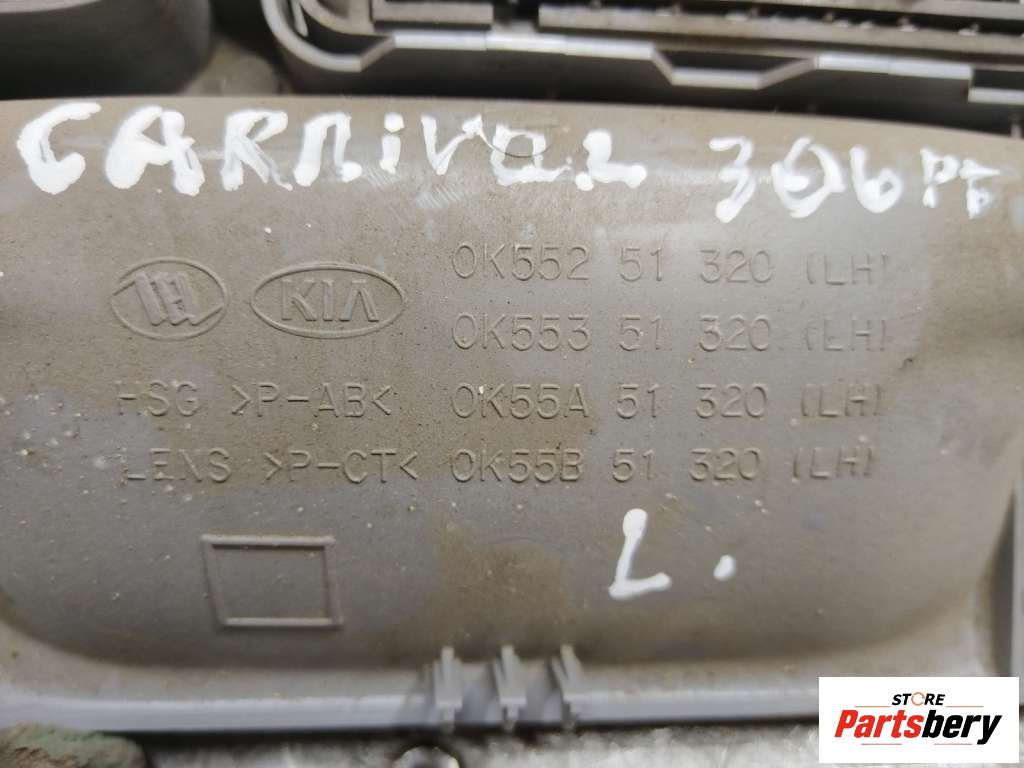 CARNIVAL 306
KIA
0K552 51 320 (LH)
0K553 51 320 (LH)
HSG >P-AB< 0K55A 51 320 (LH)
LENS >P-CT< 0K55B 51 320 (LH)
L.
STORE
Partsbery